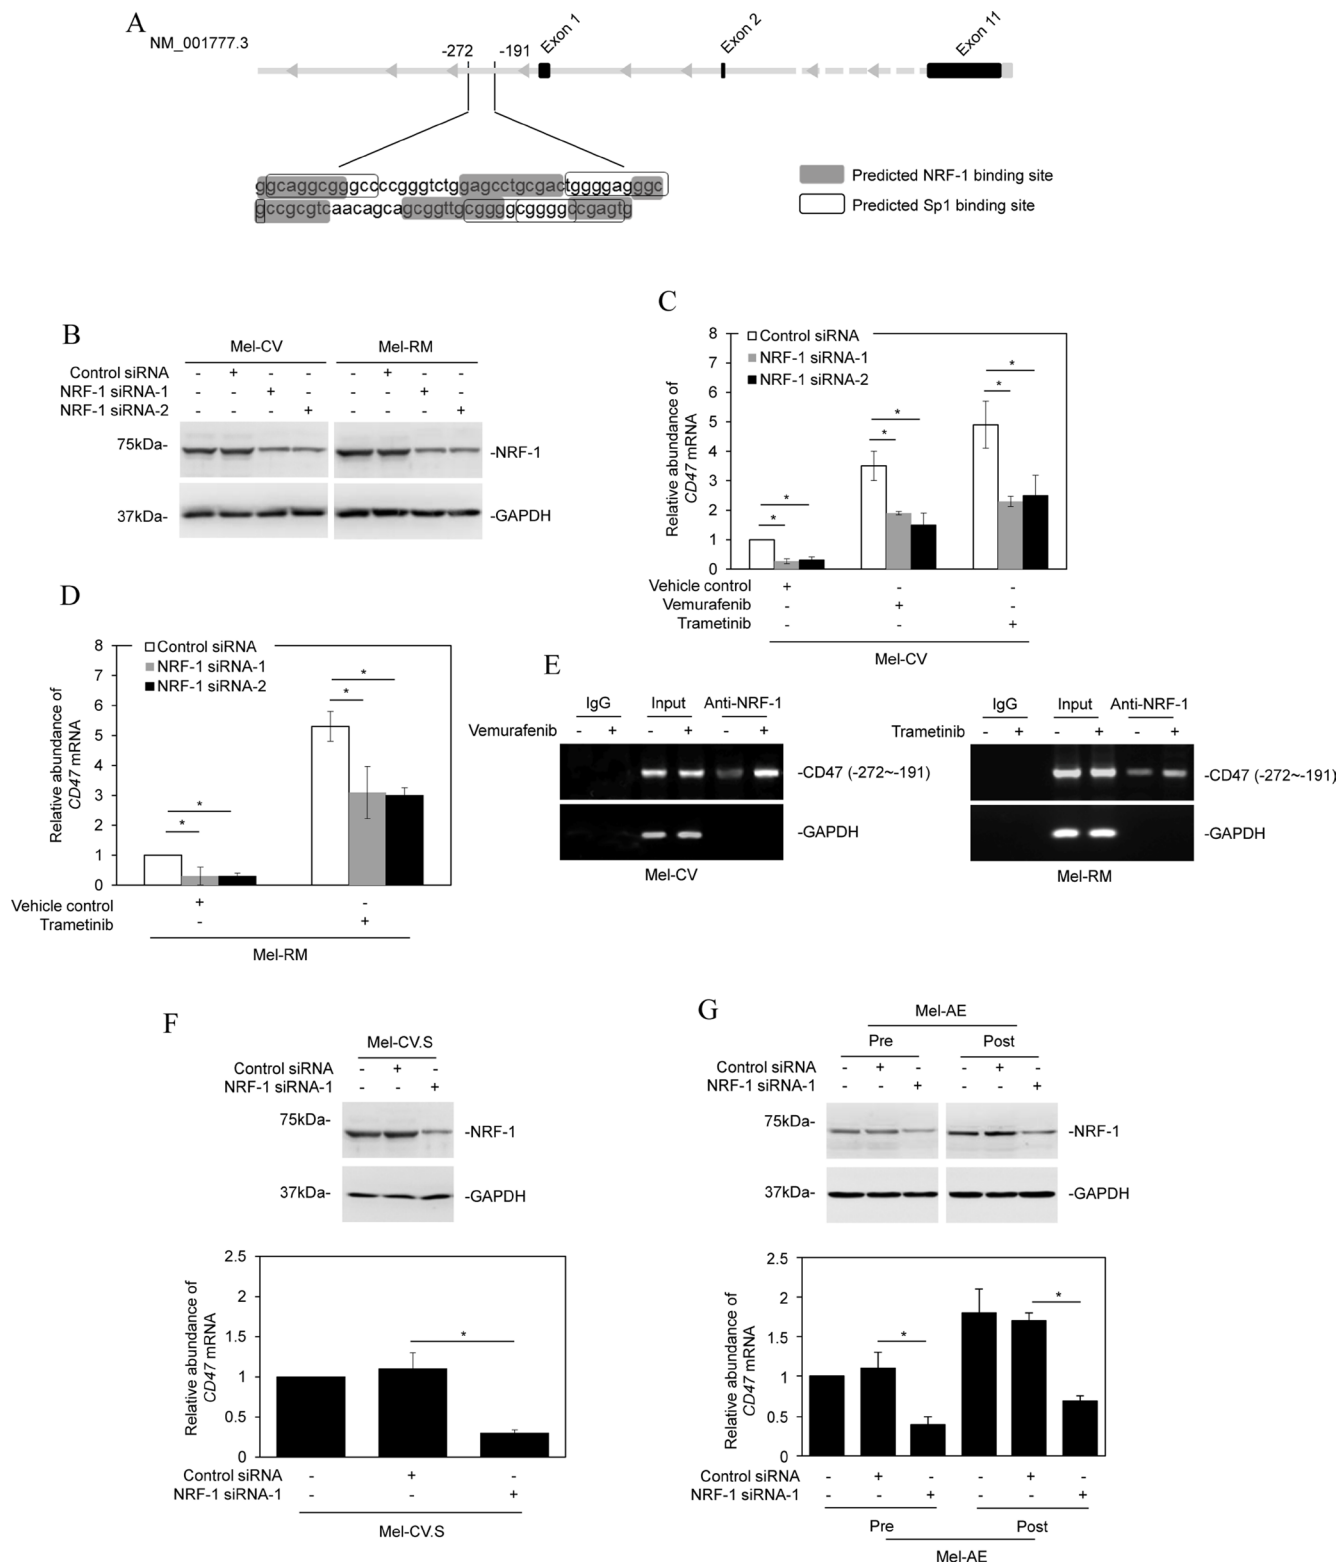 A
NM_001777.3
-272
-191
Exon 1
Exon 2
Exon 11
ggcaggcgggcccccgggtctggagcctgcgactggggagggc
gccgcgtcaacagcagcggttgcggggcggggccgagtg
Predicted NRF-1 binding site
Predicted Sp1 binding site
B
Mel-CV Mel-RM
Control siRNA - + - - - + - -
NRF-1 siRNA-1 - - + - - - + -
NRF-1 siRNA-2 - - - + - - - +
75kDa- -NRF-1
37kDa- -GAPDH
C
Relative abundance of
CD47 mRNA
8
7
6
5
4
3
2
1
0
Control siRNA
NRF-1 siRNA-1
NRF-1 siRNA-2
* * * * * *
Vehicle control + - -
Vemurafenib - + -
Trametinib - - +
Mel-CV
D
Relative abundance of
CD47 mRNA
8
7
6
5
4
3
2
1
0
Control siRNA
NRF-1 siRNA-1
NRF-1 siRNA-2
* * * *
Vehicle control + -
Trametinib - +
Mel-RM
E
IgG Input Anti-NRF-1
Vemurafenib - + - + - +
-CD47 (-272~-191)
-GAPDH
Mel-CV
IgG Input Anti-NRF-1
Trametinib - + - + - +
-CD47 (-272~-191)
-GAPDH
Mel-RM
F
Mel-CV.S
Control siRNA - + -
NRF-1 siRNA-1 - - +
75kDa- -NRF-1
37kDa- -GAPDH
Relative abundance of
CD47 mRNA
2.5
2
1.5
1
0.5
0
*
Control siRNA - + -
NRF-1 siRNA-1 - - +
Mel-CV.S
G
Mel-AE
Pre Post
Control siRNA - + - - + -
NRF-1 siRNA-1 - - + - - +
75kDa- -NRF-1
37kDa- -GAPDH
Relative abundance of
CD47 mRNA
2.5
2
1.5
1
0.5
0
* *
Control siRNA - + - - + -
NRF-1 siRNA-1 - - + - - +
Pre Post
Mel-AE